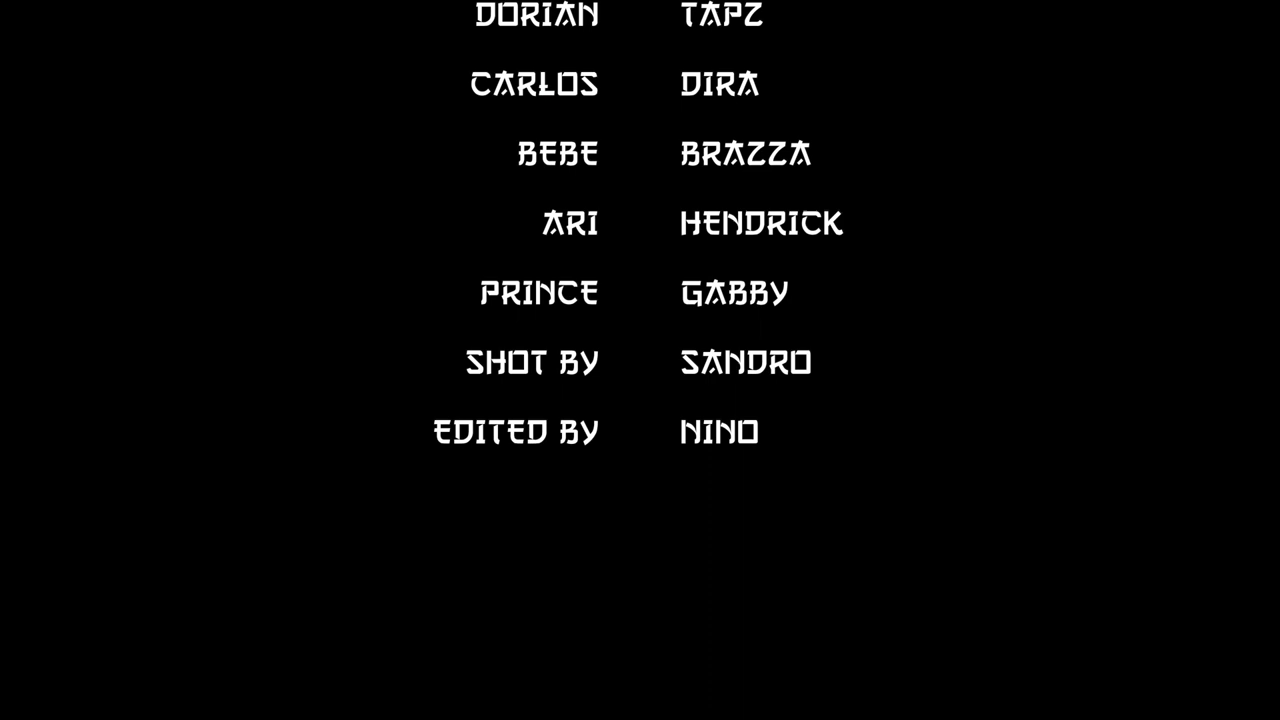 DORIAN TAPZ
CARLOS DIRA
BEBE BRAZZA
ARI HENDRICK
PRINCE GABBY
SHOT BY SANDRO
EDITED BY NINO